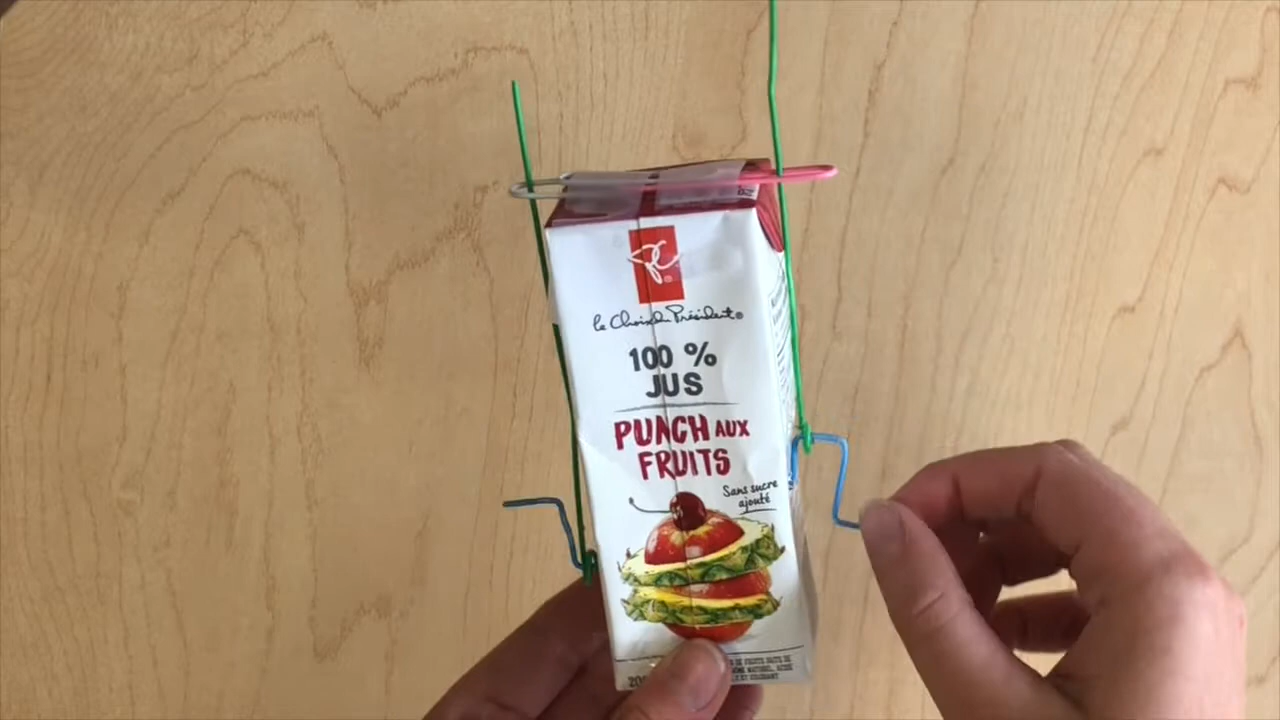 le Choix du Président®
100 %
JUS
PUNCH AUX
FRUITS
Sans sucre
ajouté